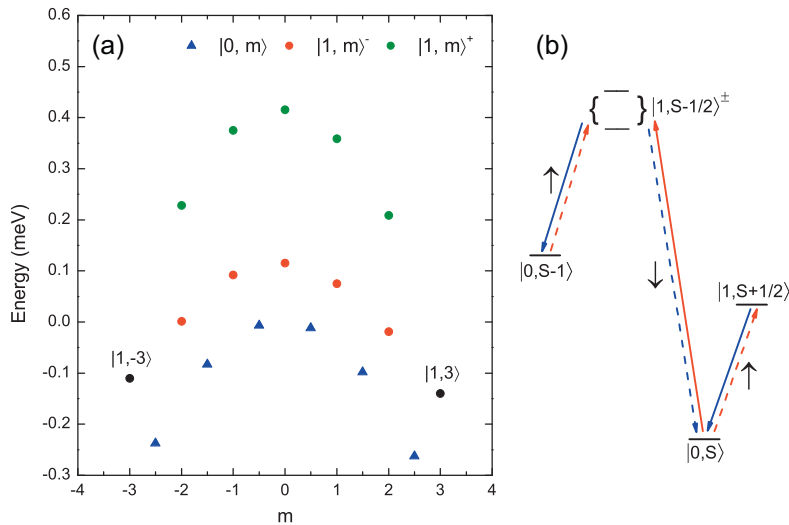 (a)
|0, m⟩ |1, m⟩⁻ |1, m⟩⁺
Energy (meV)
0.6
0.5
0.4
0.3
0.2
0.1
0.0
-0.1
-0.2
-0.3
|1,-3⟩
|1,3⟩
-4 -3 -2 -1 0 1 2 3 4
m
(b)
{ } |1,S-1/2⟩±
↑
|0,S-1⟩
↓
|1,S+1/2⟩
↑
|0,S⟩